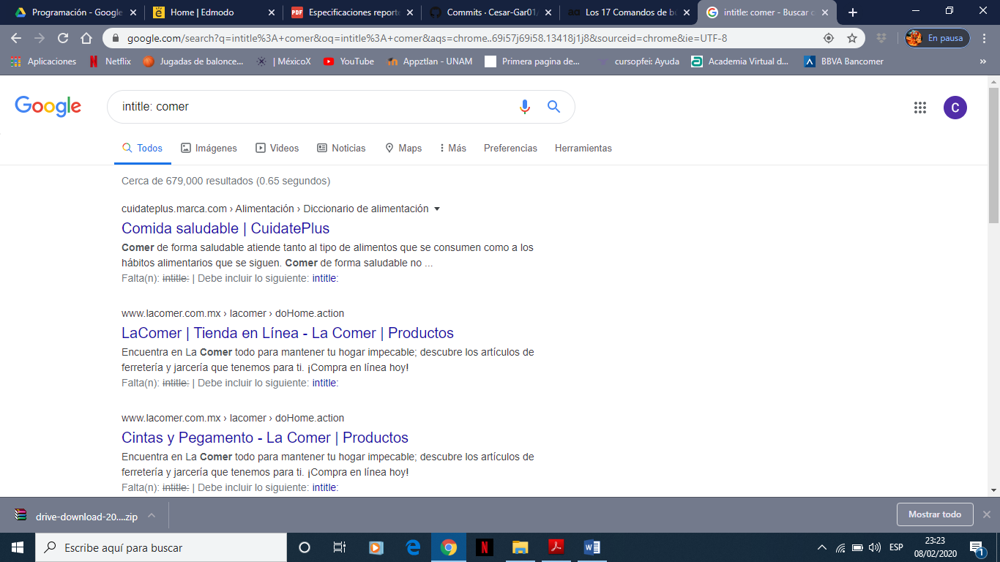 Programación - Google
Home | Edmodo
PDF
Especificaciones reporte
Commits · Cesar-Gar01/
ao
Los 17 Comandos de bú
intitle: comer - Buscar c
google.com/search?q=intitle%3A+comer&oq=intitle%3A+comer&aqs=chrome..69i57j69i58.13418j1j8&sourceid=chrome&ie=UTF-8
En pausa
Aplicaciones
Netflix
Jugadas de balonce...
| MéxicoX
YouTube
Appztlan - UNAM
Primera pagina de...
cursopfei: Ayuda
Academia Virtual d...
BBVA Bancomer
»
Google
intitle: comer
C
Todos
Imágenes
Videos
Noticias
Maps
Más
Preferencias
Herramientas
Cerca de 679,000 resultados (0.65 segundos)
cuidateplus.marca.com › Alimentación › Diccionario de alimentación
Comida saludable | CuidatePlus
Comer de forma saludable atiende tanto al tipo de alimentos que se consumen como a los
hábitos alimentarios que se siguen. Comer de forma saludable no ...
Falta(n): intitle: | Debe incluir lo siguiente: intitle:
www.lacomer.com.mx › lacomer › doHome.action
LaComer | Tienda en Línea - La Comer | Productos
Encuentra en La Comer todo para mantener tu hogar impecable; descubre los artículos de
ferretería y jarcería que tenemos para ti. ¡Compra en línea hoy!
Falta(n): intitle: | Debe incluir lo siguiente: intitle:
www.lacomer.com.mx › lacomer › doHome.action
Cintas y Pegamento - La Comer | Productos
Encuentra en La Comer todo para mantener tu hogar impecable; descubre los artículos de
ferretería y jarcería que tenemos para ti. ¡Compra en línea hoy!
Falta(n): intitle: | Debe incluir lo siguiente: intitle:
drive-download-20....zip
Mostrar todo
Escribe aquí para buscar
ESP
23:23
08/02/2020
1